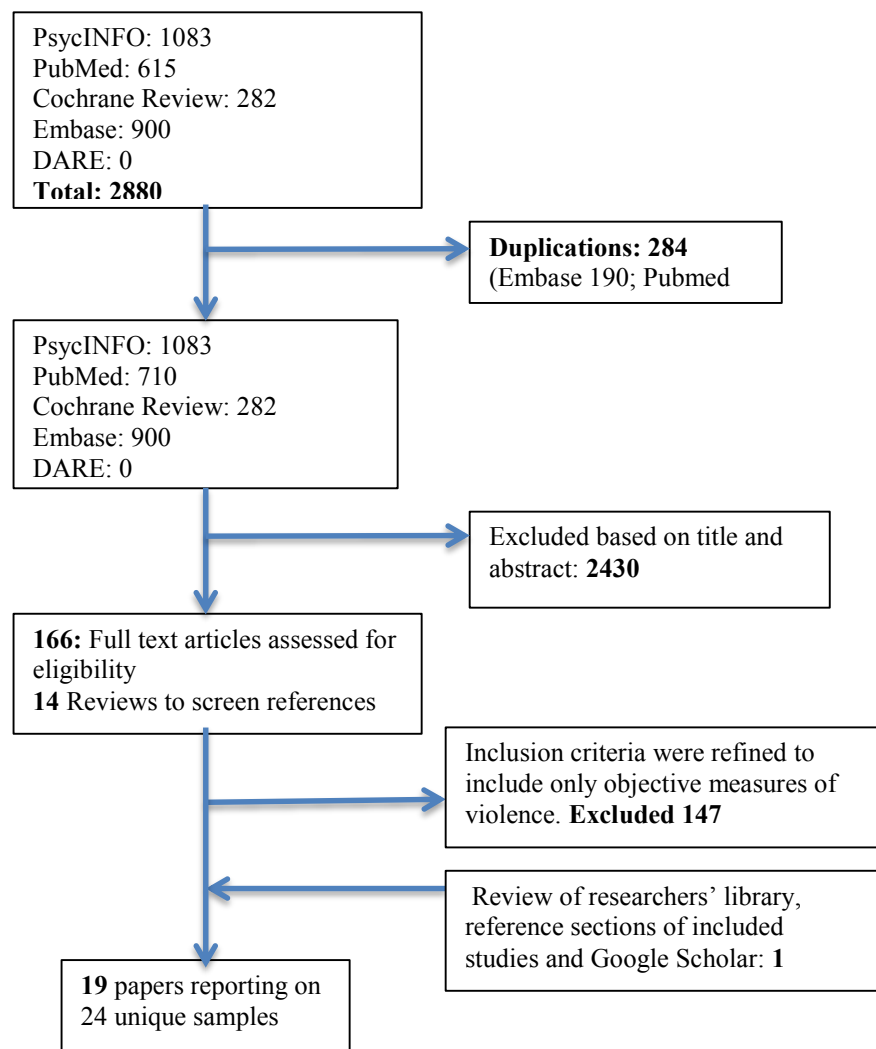 PsycINFO: 1083
PubMed: 615
Cochrane Review: 282
Embase: 900
DARE: 0
Total: 2880
Duplications: 284
(Embase 190; Pubmed
PsycINFO: 1083
PubMed: 710
Cochrane Review: 282
Embase: 900
DARE: 0
Excluded based on title and
abstract: 2430
166: Full text articles assessed for
eligibility
14 Reviews to screen references
Inclusion criteria were refined to
include only objective measures of
violence. Excluded 147
Review of researchers’ library,
reference sections of included
studies and Google Scholar: 1
19 papers reporting on
24 unique samples